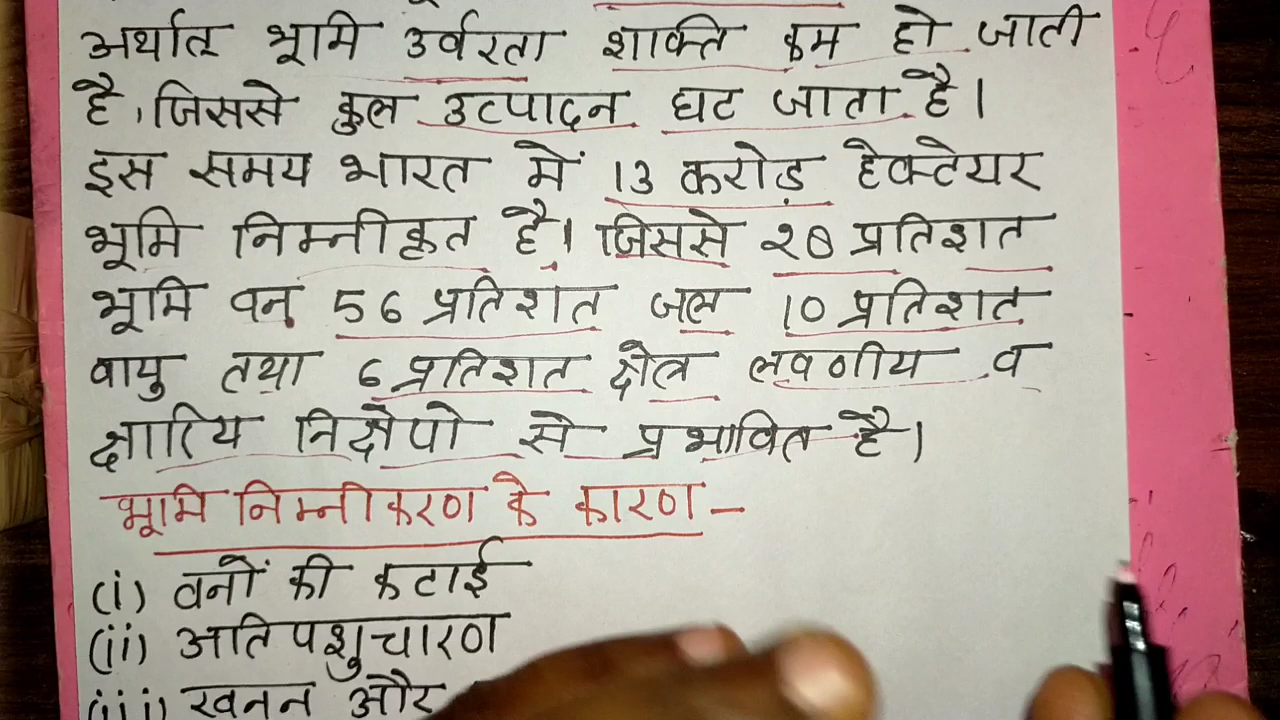 अर्थात् भूमि उर्वरता शाक्ति कम हो जाती
है, जिससे कुल उत्पादन घट जाता है।
इस समय भारत में 13 करोड़ हेक्टेयर
भूमि निम्नीकृत है। जिससे 28 प्रतिशत
भूमि वन 56 प्रतिशत जल 10 प्रतिशत
वायु तथा 6 प्रतिशत क्षेत्र लवणीय व
क्षारिय निक्षेपो से प्रभावित है।
भूमि निम्नीकरण के कारण –
(i) वनों की कटाई
(ii) अति पशुचारण
(iii) खनन और